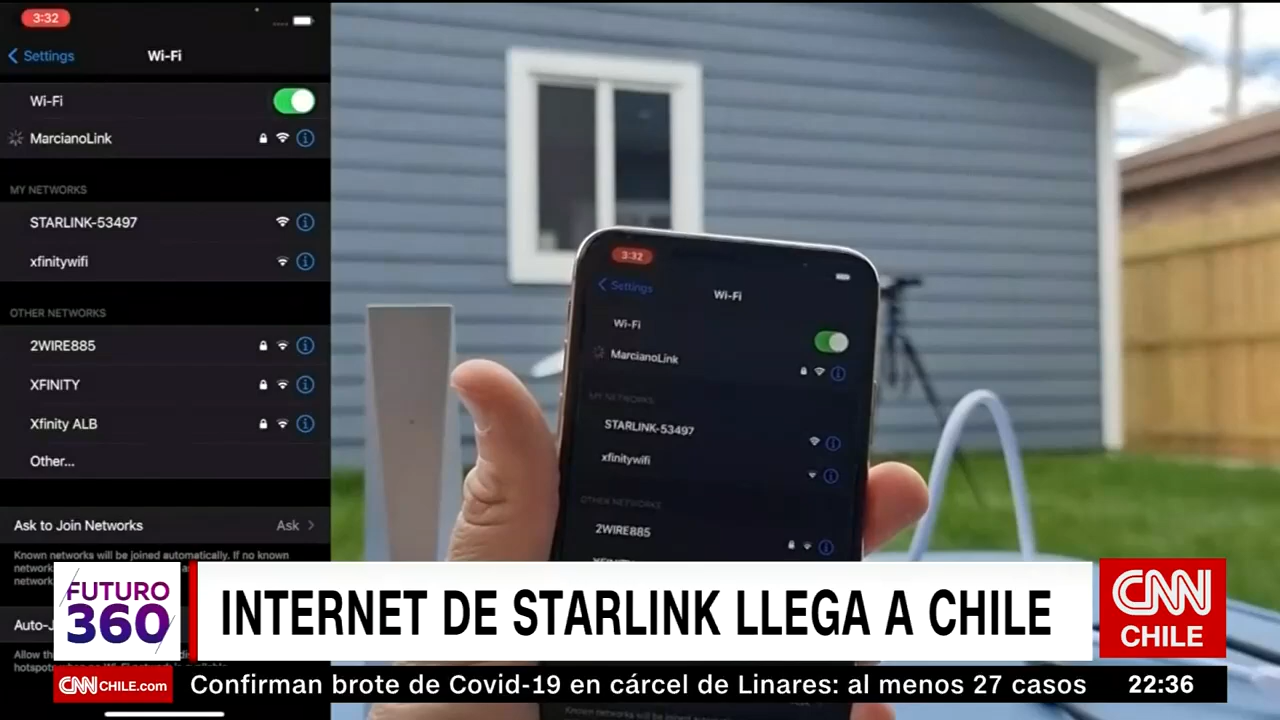 3:32
Settings
Wi-Fi
Wi-Fi
MarcianoLink
MY NETWORKS
STARLINK-53497
xfinitywifi
OTHER NETWORKS
2WIRE885
XFINITY
Xfinity ALB
Other...
Ask to Join Networks Ask
Known networks will be joined automatically. If no known
3:32
Settings
Wi-Fi
Wi-Fi
MarcianoLink
MY NETWORKS
STARLINK-53497
xfinitywifi
OTHER NETWORKS
2WIRE885
FUTURO
360
INTERNET DE STARLINK LLEGA A CHILE
CNN
CHILE
CNNCHILE.com
Confirman brote de Covid-19 en cárcel de Linares: al menos 27 casos
22:36